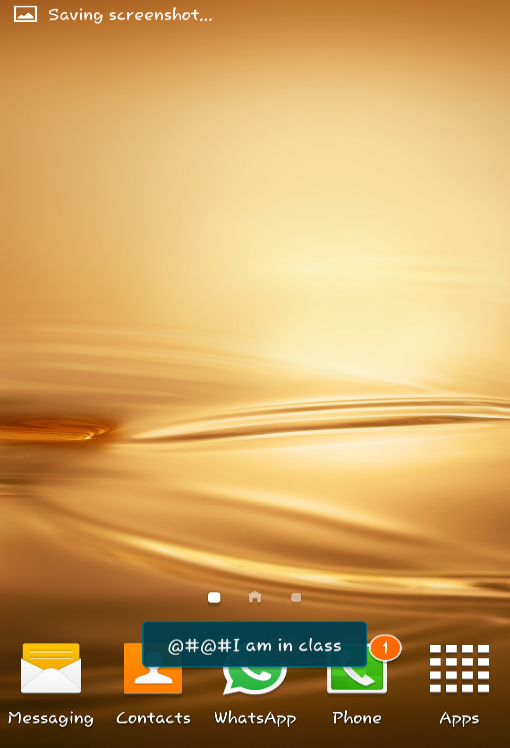 Saving screenshot...
@#@#I am in class
1
Messaging
Contacts
WhatsApp
Phone
Apps